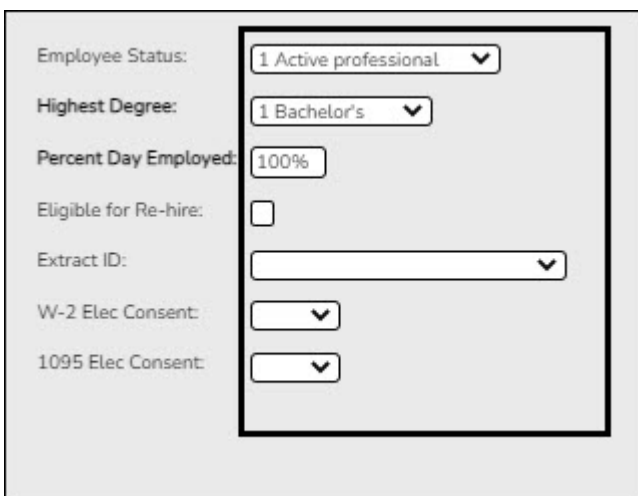 Employee Status: 1 Active professional
Highest Degree: 1 Bachelor's
Percent Day Employed: 100%
Eligible for Re-hire:
Extract ID:
W-2 Elec Consent:
1095 Elec Consent: